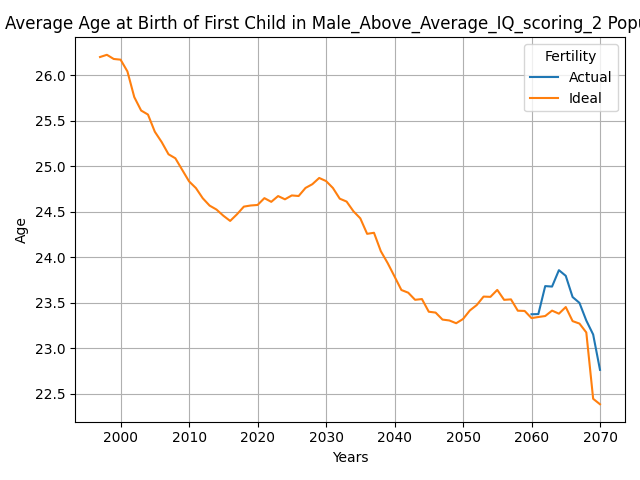 Average Age at Birth of First Child in Male_Above_Average_IQ_scoring_2 Popu
Fertility
Actual
Ideal
26.0
25.5
25.0
24.5
24.0
23.5
23.0
22.5
Age
2000 2010 2020 2030 2040 2050 2060 2070
Years